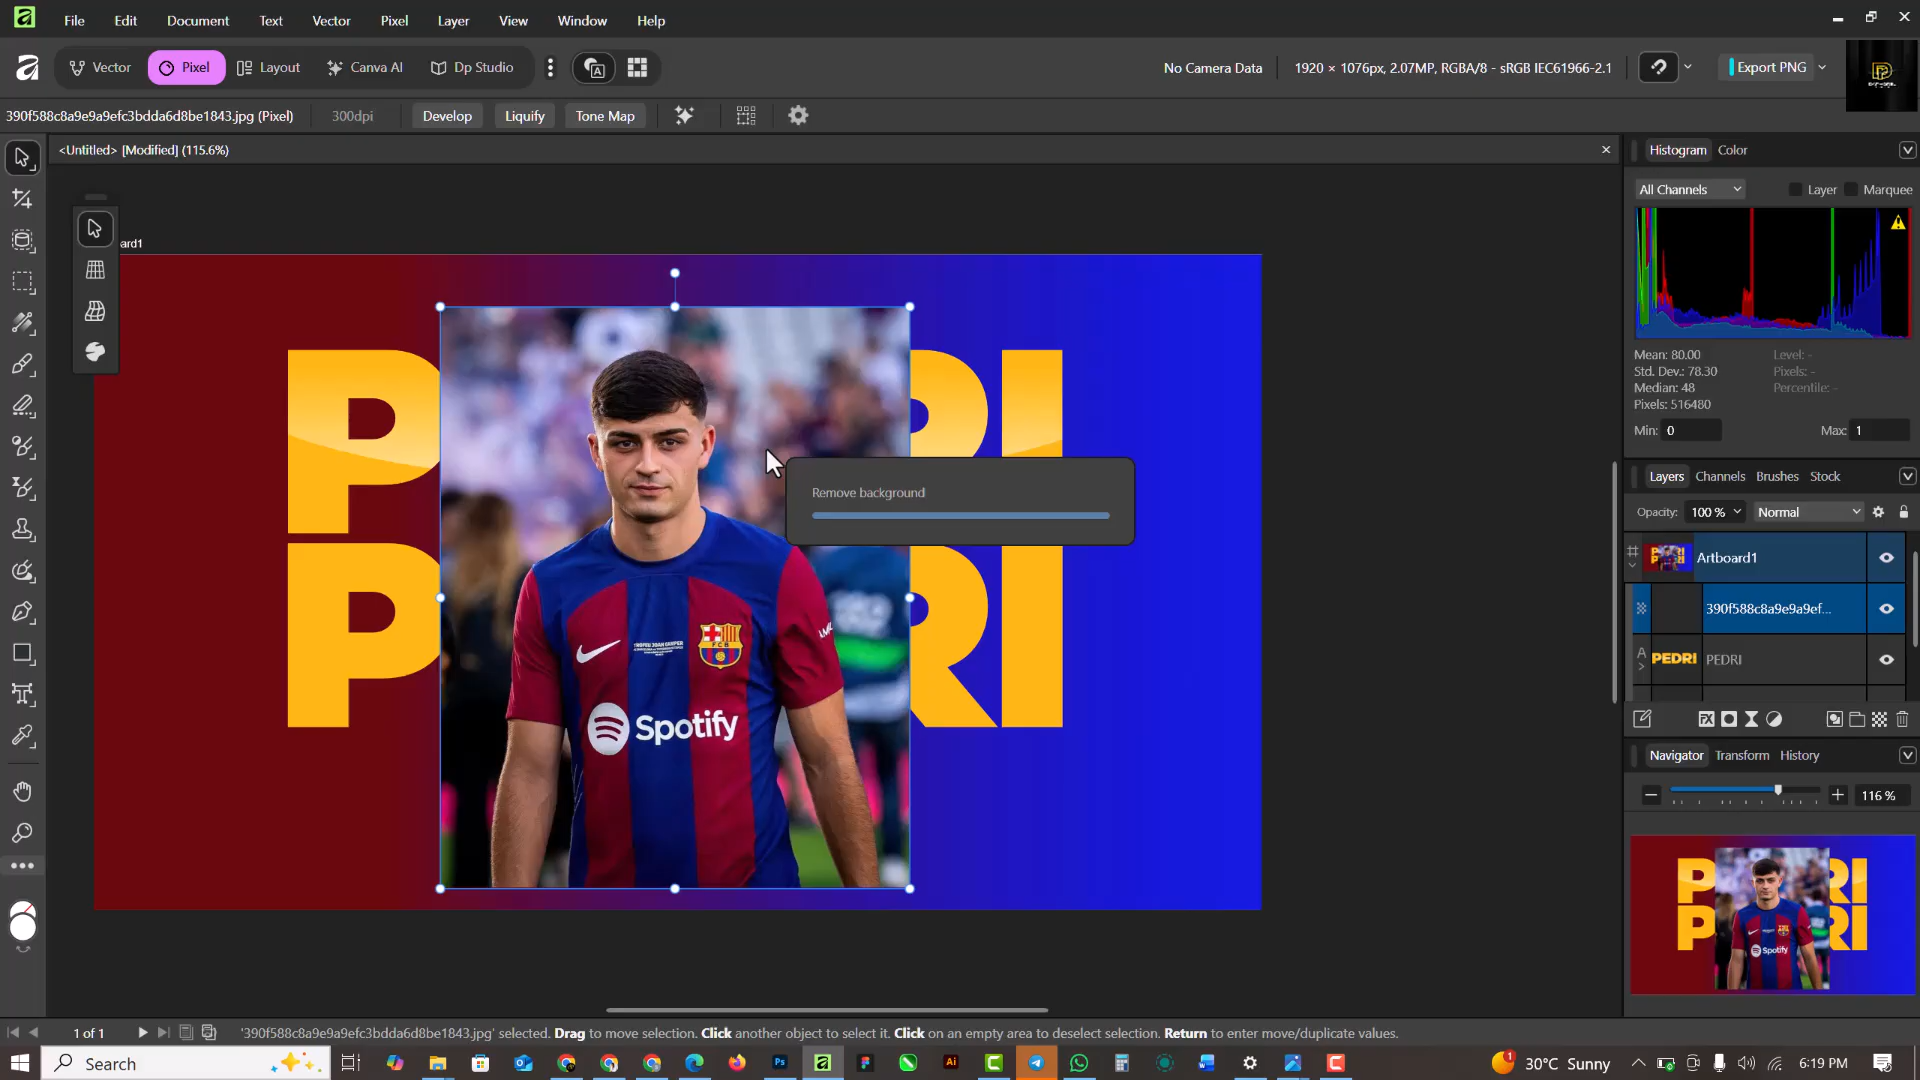 File Edit Document Text Vector Pixel Layer View Window Help
Vector Pixel Layout Canva AI Dp Studio No Camera Data 1920 × 1076px, 2.07MP, RGBA/8 - sRGB IEC61966-2.1 Export PNG
390f588c8a9e9a9efc3bdda6d8be1843.jpg (Pixel) 300dpi Develop Liquify Tone Map
<Untitled> [Modified] (115.6%)
Histogram Color
All Channels Layer Marquee
ard1
Mean: 80.00 Level: -
Std. Dev.: 78.30 Pixels: -
Median: 48 Percentile: -
Pixels: 516480
Min: 0 Max: 1
P RI
P RI
Remove background
FCB
Spotify
Layers Channels Brushes Stock
Opacity: 100 % Normal
Artboard1
390f588c8a9e9a9ef...
PEDRI PEDRI
Navigator Transform History
116 %
P RI
P RI
Spotify
1 of 1 '390f588c8a9e9a9efc3bdda6d8be1843.jpg' selected. Drag to move selection. Click another object to select it. Click on an empty area to deselect selection. Return to enter move/duplicate values.
Search 30°C Sunny 6:19 PM